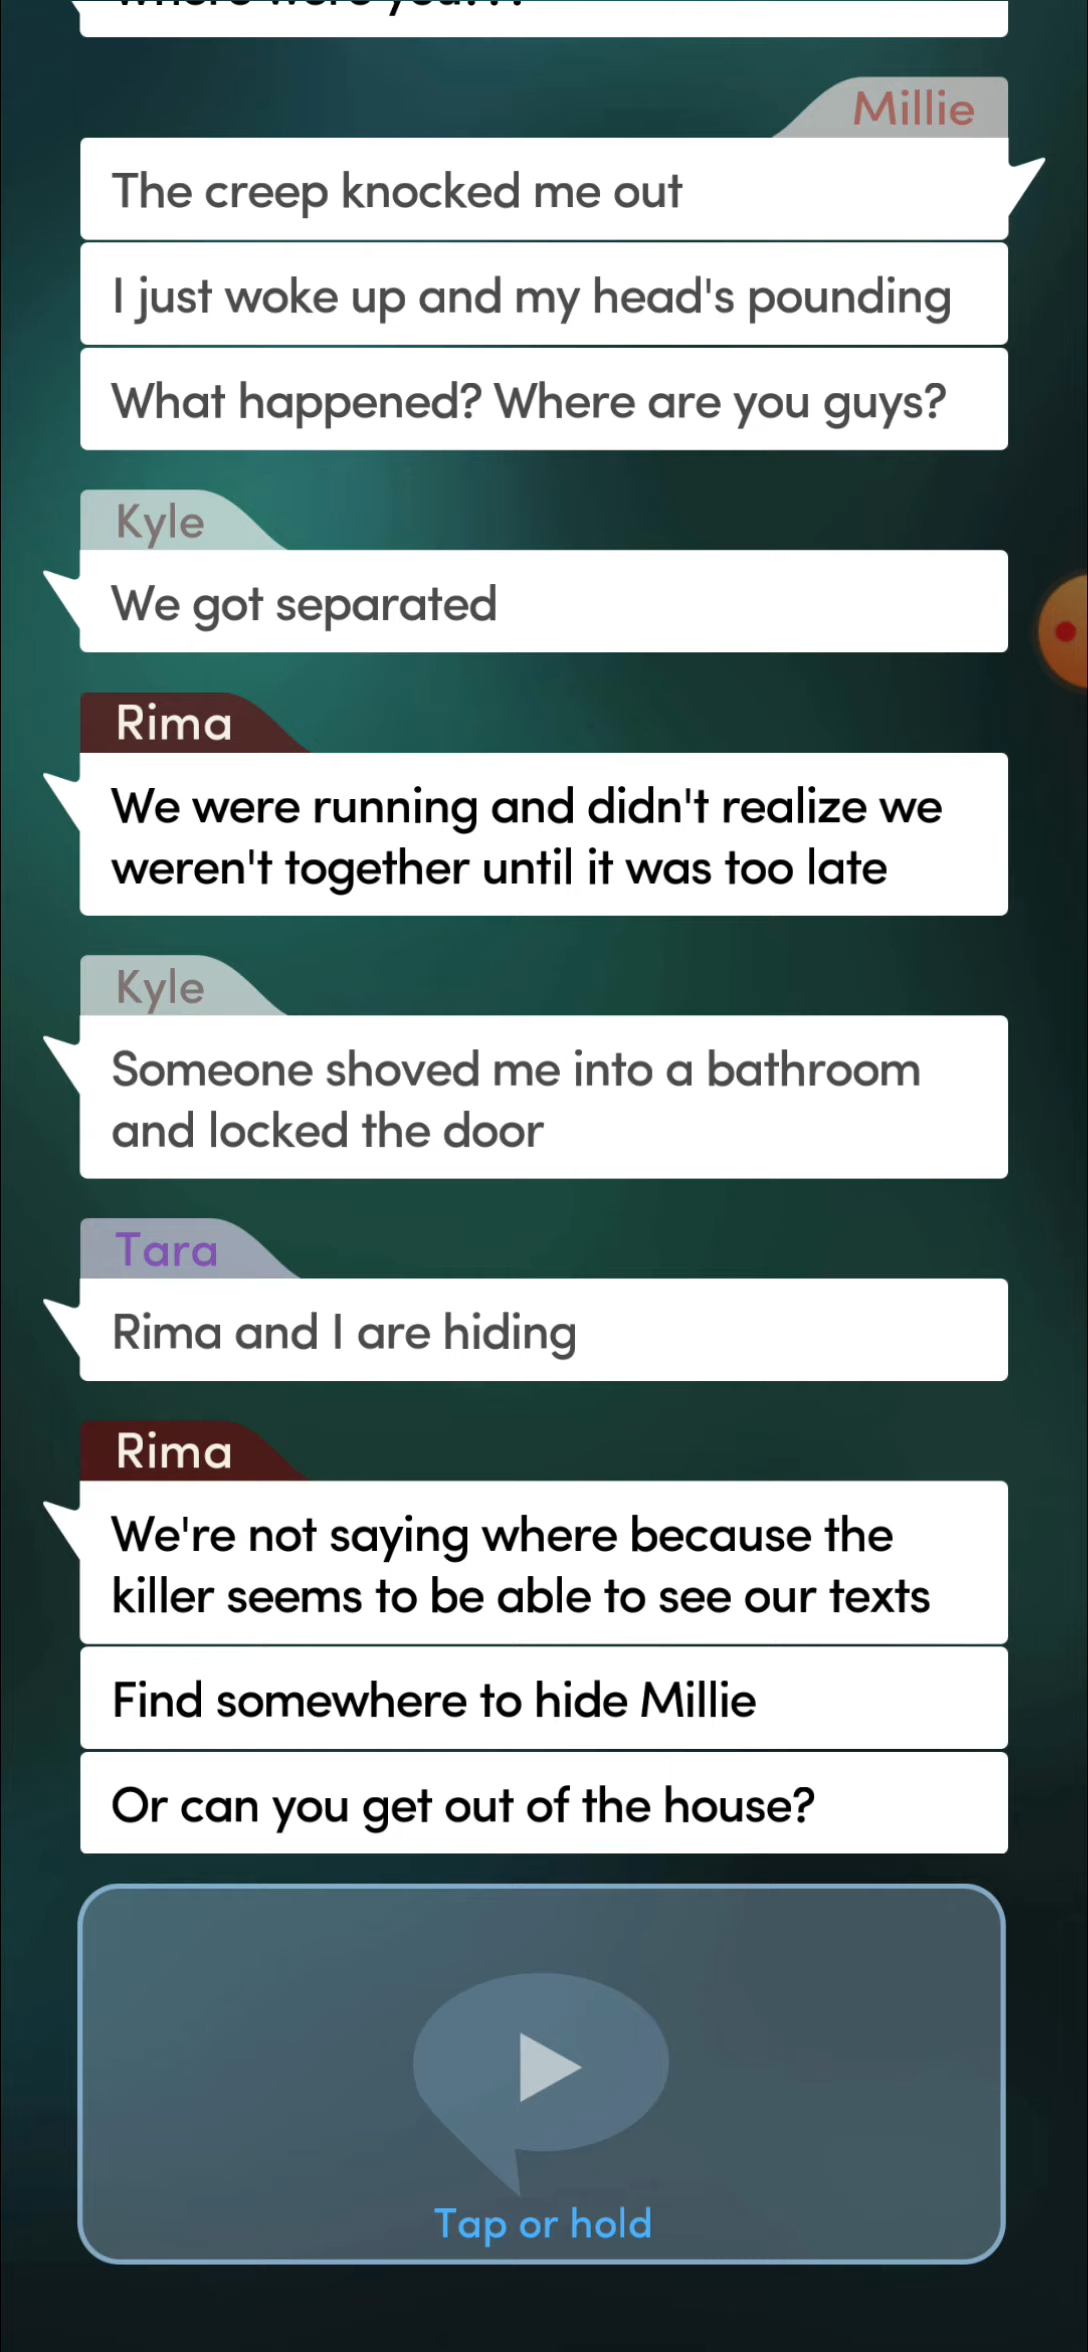 Millie
The creep knocked me out
I just woke up and my head's pounding
What happened? Where are you guys?
Kyle
We got separated
Rima
We were running and didn't realize we
weren't together until it was too late
Kyle
Someone shoved me into a bathroom
and locked the door
Tara
Rima and I are hiding
Rima
We're not saying where because the
killer seems to be able to see our texts
Find somewhere to hide Millie
Or can you get out of the house?
Tap or hold